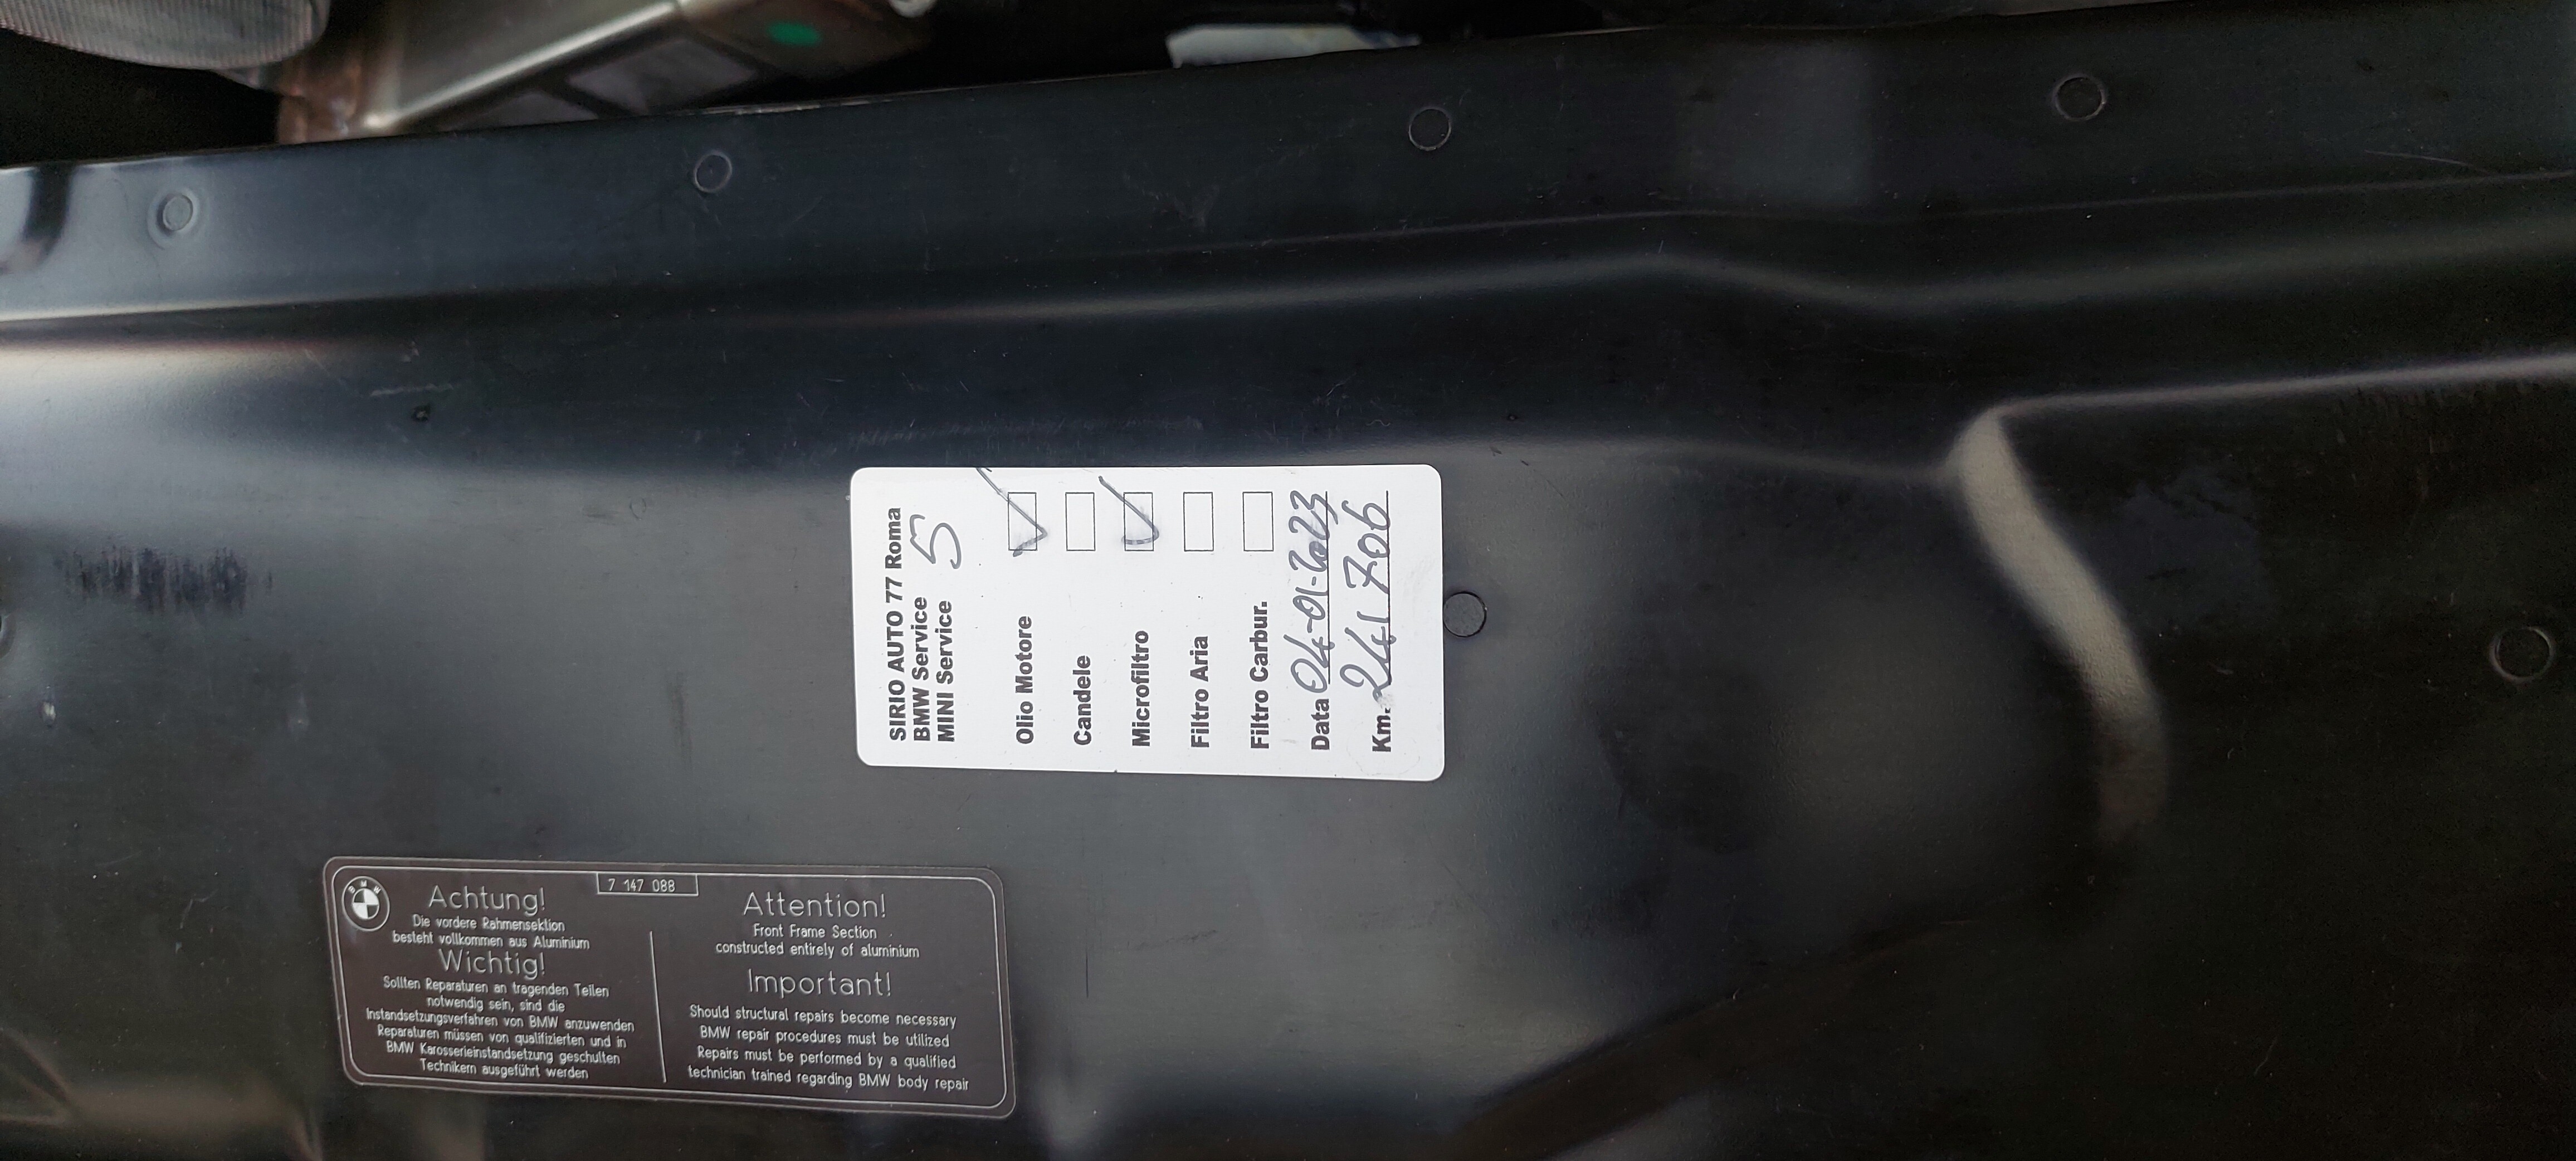 SIRIO AUTO 77 Roma
BMW Service
MINI Service 5
Olio Motore
Candele
Microfiltro
Filtro Aria
Filtro Carbur.
Data 04-01-2023
Km. 241706
BMW
7 147 088
Achtung!
Die vordere Rahmensektion
besteht vollkommen aus Aluminium
Wichtig!
Sollten Reparaturen an tragenden Teilen
notwendig sein, sind die
Instandsetzungsverfahren von BMW anzuwenden
Reparaturen müssen von qualifizierten und in
BMW Karosserieinstandsetzung geschulten
Technikern ausgeführt werden
Attention!
Front Frame Section
constructed entirely of aluminium
Important!
Should structural repairs become necessary
BMW repair procedures must be utilized
Repairs must be performed by a qualified
technician trained regarding BMW body repair